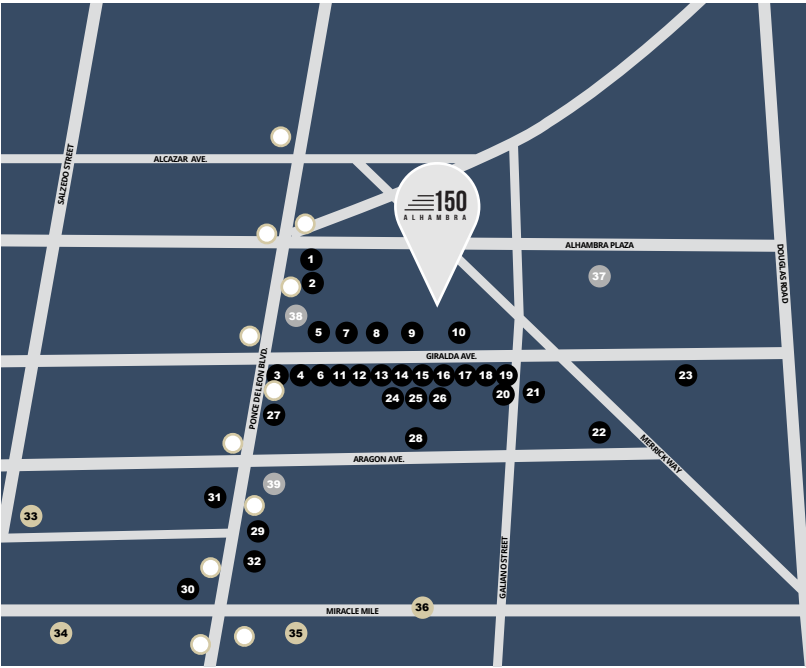 ALCAZAR AVE.
SALZEDO STREET
150
ALHAMBRA
ALHAMBRA PLAZA
DOUGLAS ROAD
1
37
2
38
5 7 8 9 10
GIRALDA AVE.
PONCE DE LEON BLVD.
3 4 6 11 12 13 14 15 16 17 18 19
23
24 25 26 20 21
27
28
22
ARAGON AVE.
MERRICK WAY
39
31
33
29
32
GALIANO STREET
30
MIRACLE MILE
36
34
35